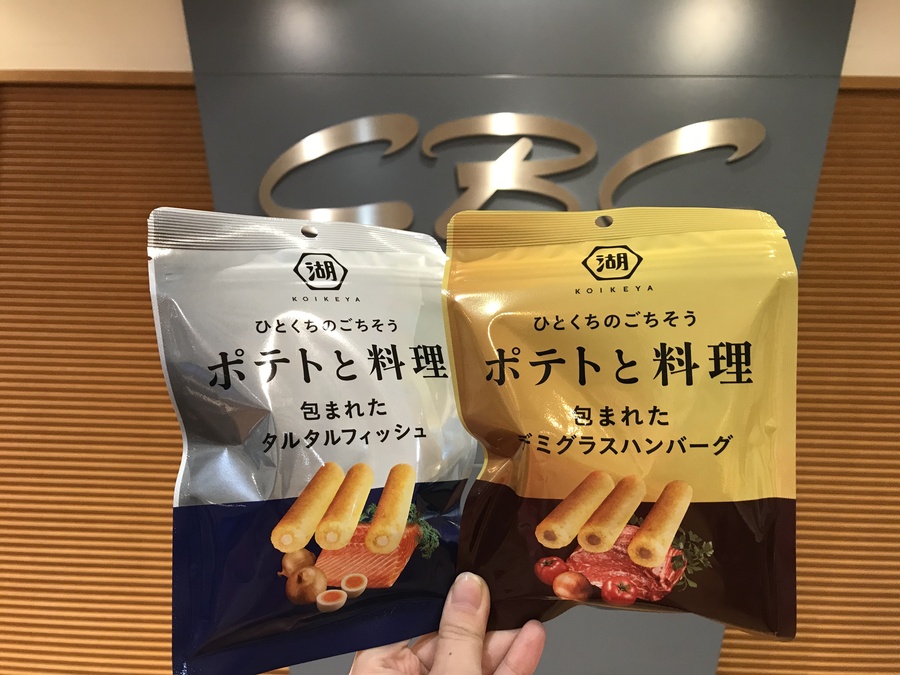 CBC
湖
KOIKEYA
ひとくちのごちそう
ポテトと料理
包まれた
タルタルフィッシュ
湖
KOIKEYA
ひとくちのごちそう
ポテトと料理
包まれた
デミグラスハンバーグ